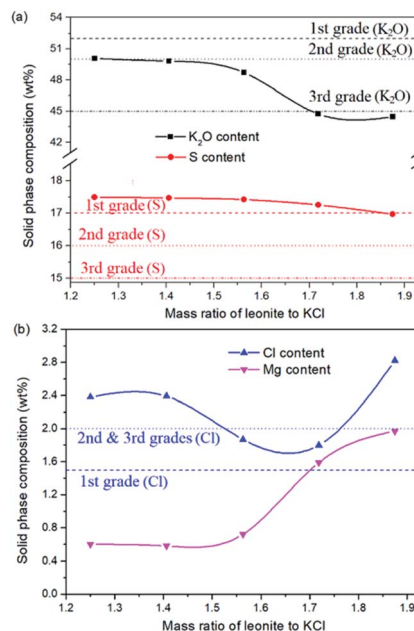 (a)
54
51
48
45
42
17
16
15
1st grade (K₂O)
2nd grade (K₂O)
3rd grade (K₂O)
K₂O content
S content
1st grade (S)
2nd grade (S)
3rd grade (S)
Solid phase composition (wt%)
1.2 1.3 1.4 1.5 1.6 1.7 1.8 1.9
Mass ratio of leonite to KCl
(b)
3.2
2.8
2.4
2.0
1.6
1.2
0.8
0.4
0.0
Cl content
Mg content
2nd & 3rd grades (Cl)
1st grade (Cl)
Solid phase composition (wt%)
1.2 1.3 1.4 1.5 1.6 1.7 1.8 1.9
Mass ratio of leonite to KCl